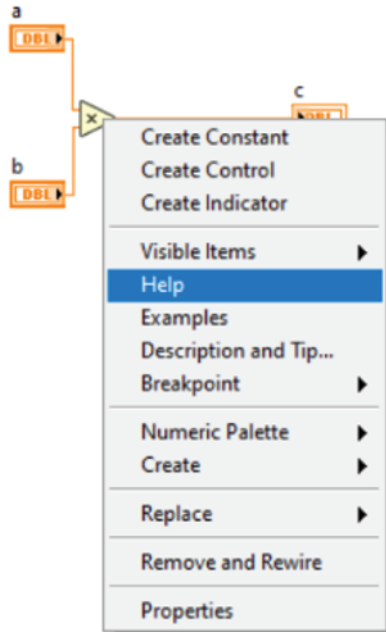 a
DBL
×
c
DBL
b
DBL
Create Constant
Create Control
Create Indicator
Visible Items
Help
Examples
Description and Tip...
Breakpoint
Numeric Palette
Create
Replace
Remove and Rewire
Properties